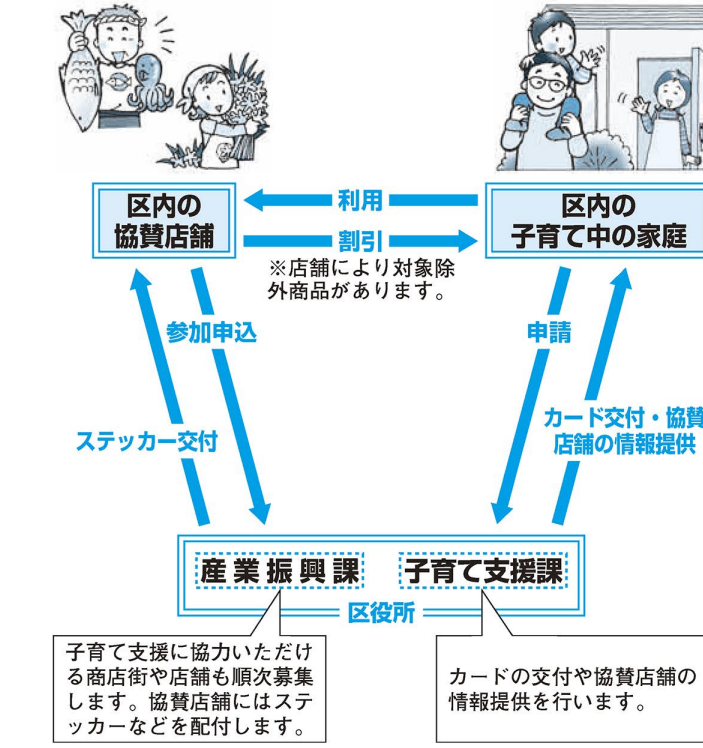 区内の
協賛店舗
利用
割引
※店舗により対象除
外商品があります。
区内の
子育て中の家庭
参加申込
ステッカー交付
申請
カード交付・協賛
店舗の情報提供
産業振興課
子育て支援課
区役所
子育て支援に協力いただけ
る商店街や店舗も順次募集
します。協賛店舗にはステ
ッカーなどを配付します。
カードの交付や協賛店舗の
情報提供を行います。